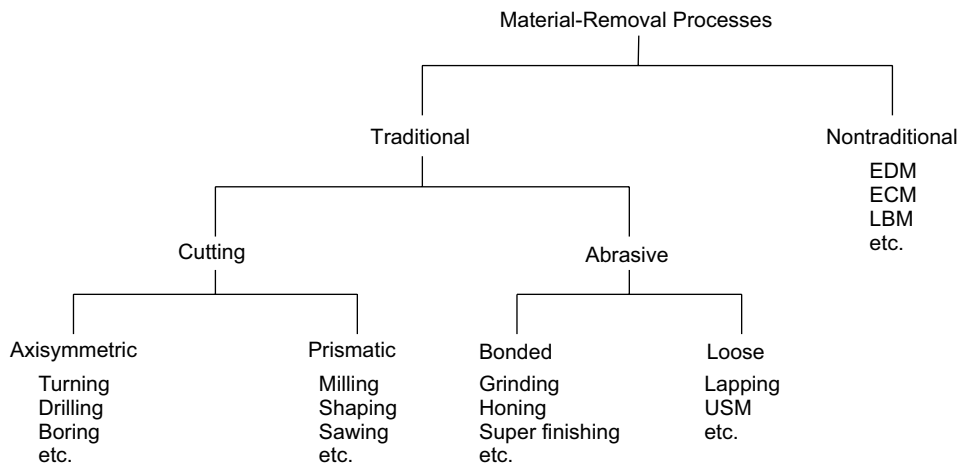 Material-Removal Processes
Traditional
Nontraditional
EDM
ECM
LBM
etc.
Cutting
Abrasive
Axisymmetric
Turning
Drilling
Boring
etc.
Prismatic
Milling
Shaping
Sawing
etc.
Bonded
Grinding
Honing
Super finishing
etc.
Loose
Lapping
USM
etc.